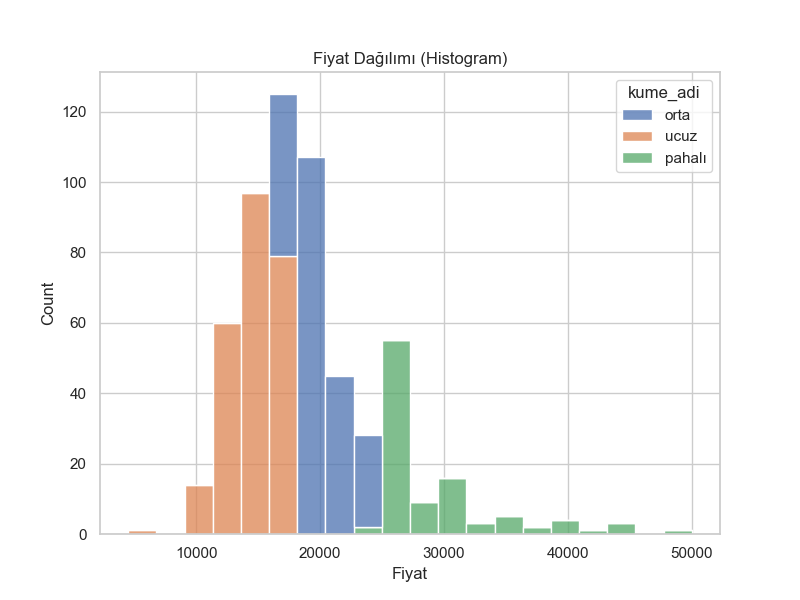 Fiyat Dağılımı (Histogram)
kume_adi
orta
ucuz
pahalı
120
100
80
60
40
20
0
Count
10000
20000
30000
40000
50000
Fiyat